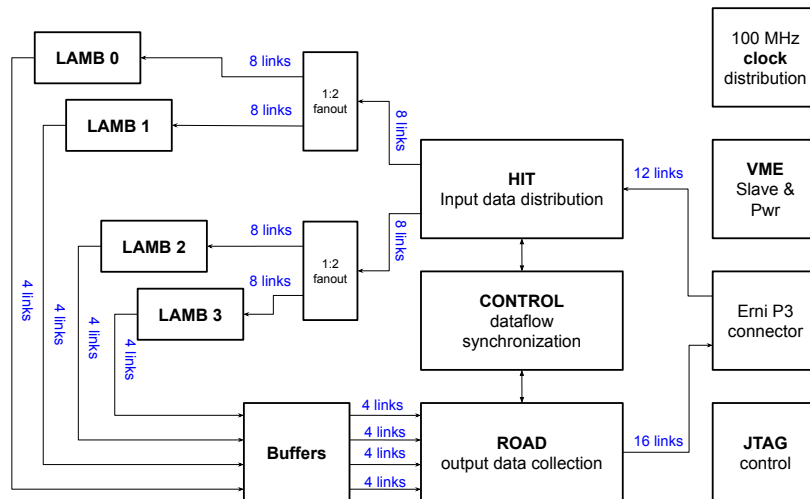 LAMB 0
8 links
1:2
fanout
100 MHz
clock
distribution
LAMB 1
8 links
8 links
HIT
Input data distribution
12 links
VME
Slave &
Pwr
LAMB 2
8 links
1:2
fanout
8 links
LAMB 3
8 links
CONTROL
dataflow
synchronization
Erni P3
connector
4 links
4 links
4 links
4 links
Buffers
4 links
4 links
4 links
4 links
ROAD
output data collection
16 links
JTAG
control